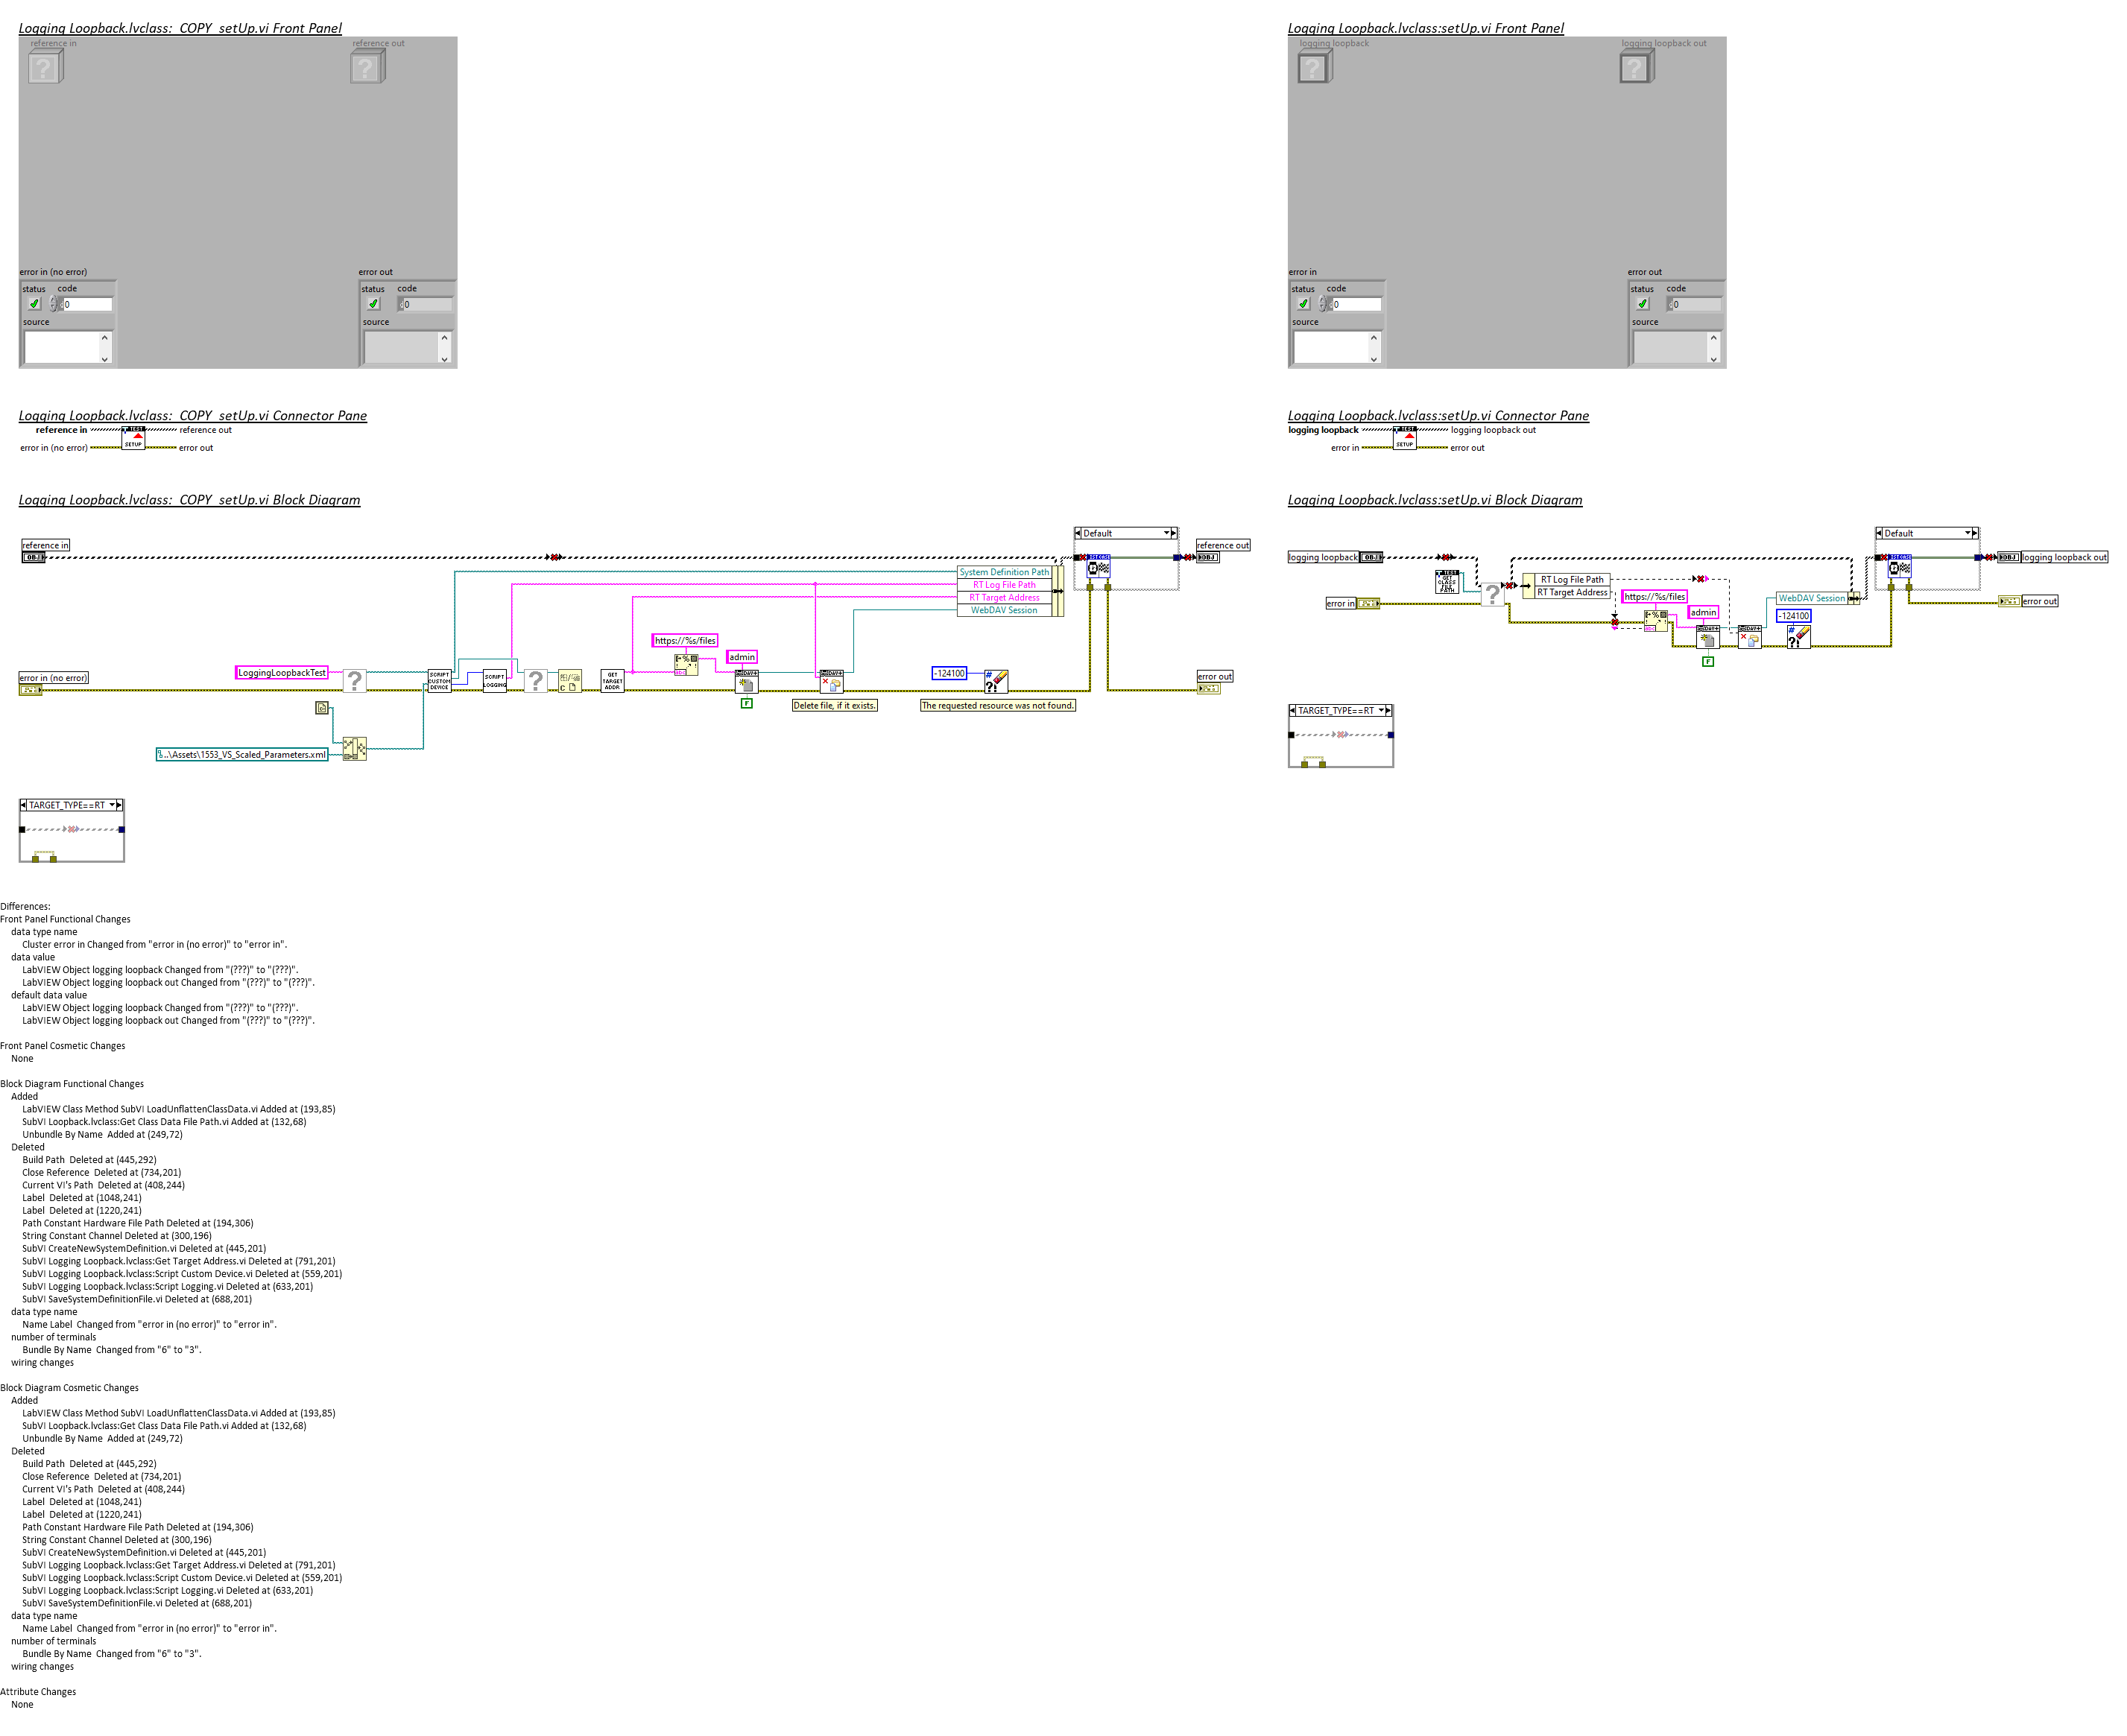 Logging Loopback.lvclass:_COPY_setUp.vi Front Panel
reference in
reference out
error in (no error)
status
code
0
source
error out
status
code
0
source
Logging Loopback.lvclass:_COPY_setUp.vi Connector Pane
reference in
TEST
SETUP
reference out
error in (no error)
error out
Logging Loopback.lvclass:_COPY_setUp.vi Block Diagram
Default
reference in
OBJ
reference out
OBJ
System Definition Path
RT Log File Path
RT Target Address
WebDAV Session
https://%s/files
admin
LoggingLoopbackTest
SCRIPT CUSTOM DEVICE
SCRIPT LOGGING
GET TARGET ADDR
-124100
error in (no error)
error out
F
Delete file, if it exists.
The requested resource was not found.
..\Assets\1553_VS_Scaled_Parameters.xml
TARGET_TYPE==RT
Logging Loopback.lvclass:setUp.vi Front Panel
logging loopback
logging loopback out
error in
status
code
0
source
error out
status
code
0
source
Logging Loopback.lvclass:setUp.vi Connector Pane
logging loopback
TEST
SETUP
logging loopback out
error in
error out
Logging Loopback.lvclass:setUp.vi Block Diagram
Default
logging loopback
OBJ
logging loopback out
OBJ
TEST
GET CLASS FILE PATH
RT Log File Path
RT Target Address
https://%s/files
admin
WebDAV Session
-124100
error in
error out
F
TARGET_TYPE==RT
Differences:
Front Panel Functional Changes
data type name
Cluster error in Changed from "error in (no error)" to "error in".
data value
LabVIEW Object logging loopback Changed from "(???)" to "(???)".
LabVIEW Object logging loopback out Changed from "(???)" to "(???)".
default data value
LabVIEW Object logging loopback Changed from "(???)" to "(???)".
LabVIEW Object logging loopback out Changed from "(???)" to "(???)".
Front Panel Cosmetic Changes
None
Block Diagram Functional Changes
Added
LabVIEW Class Method SubVI LoadUnflattenClassData.vi Added at (193,85)
SubVI Loopback.lvclass:Get Class Data File Path.vi Added at (132,68)
Unbundle By Name  Added at (249,72)
Deleted
Build Path  Deleted at (445,292)
Close Reference  Deleted at (734,201)
Current VI's Path  Deleted at (408,244)
Label  Deleted at (1048,241)
Label  Deleted at (1220,241)
Path Constant Hardware File Path Deleted at (194,306)
String Constant Channel Deleted at (300,196)
SubVI CreateNewSystemDefinition.vi Deleted at (445,201)
SubVI Logging Loopback.lvclass:Get Target Address.vi Deleted at (791,201)
SubVI Logging Loopback.lvclass:Script Custom Device.vi Deleted at (559,201)
SubVI Logging Loopback.lvclass:Script Logging.vi Deleted at (633,201)
SubVI SaveSystemDefinitionFile.vi Deleted at (688,201)
data type name
Name Label  Changed from "error in (no error)" to "error in".
number of terminals
Bundle By Name  Changed from "6" to "3".
wiring changes
Block Diagram Cosmetic Changes
Added
LabVIEW Class Method SubVI LoadUnflattenClassData.vi Added at (193,85)
SubVI Loopback.lvclass:Get Class Data File Path.vi Added at (132,68)
Unbundle By Name  Added at (249,72)
Deleted
Build Path  Deleted at (445,292)
Close Reference  Deleted at (734,201)
Current VI's Path  Deleted at (408,244)
Label  Deleted at (1048,241)
Label  Deleted at (1220,241)
Path Constant Hardware File Path Deleted at (194,306)
String Constant Channel Deleted at (300,196)
SubVI CreateNewSystemDefinition.vi Deleted at (445,201)
SubVI Logging Loopback.lvclass:Get Target Address.vi Deleted at (791,201)
SubVI Logging Loopback.lvclass:Script Custom Device.vi Deleted at (559,201)
SubVI Logging Loopback.lvclass:Script Logging.vi Deleted at (633,201)
SubVI SaveSystemDefinitionFile.vi Deleted at (688,201)
data type name
Name Label  Changed from "error in (no error)" to "error in".
number of terminals
Bundle By Name  Changed from "6" to "3".
wiring changes
Attribute Changes
None